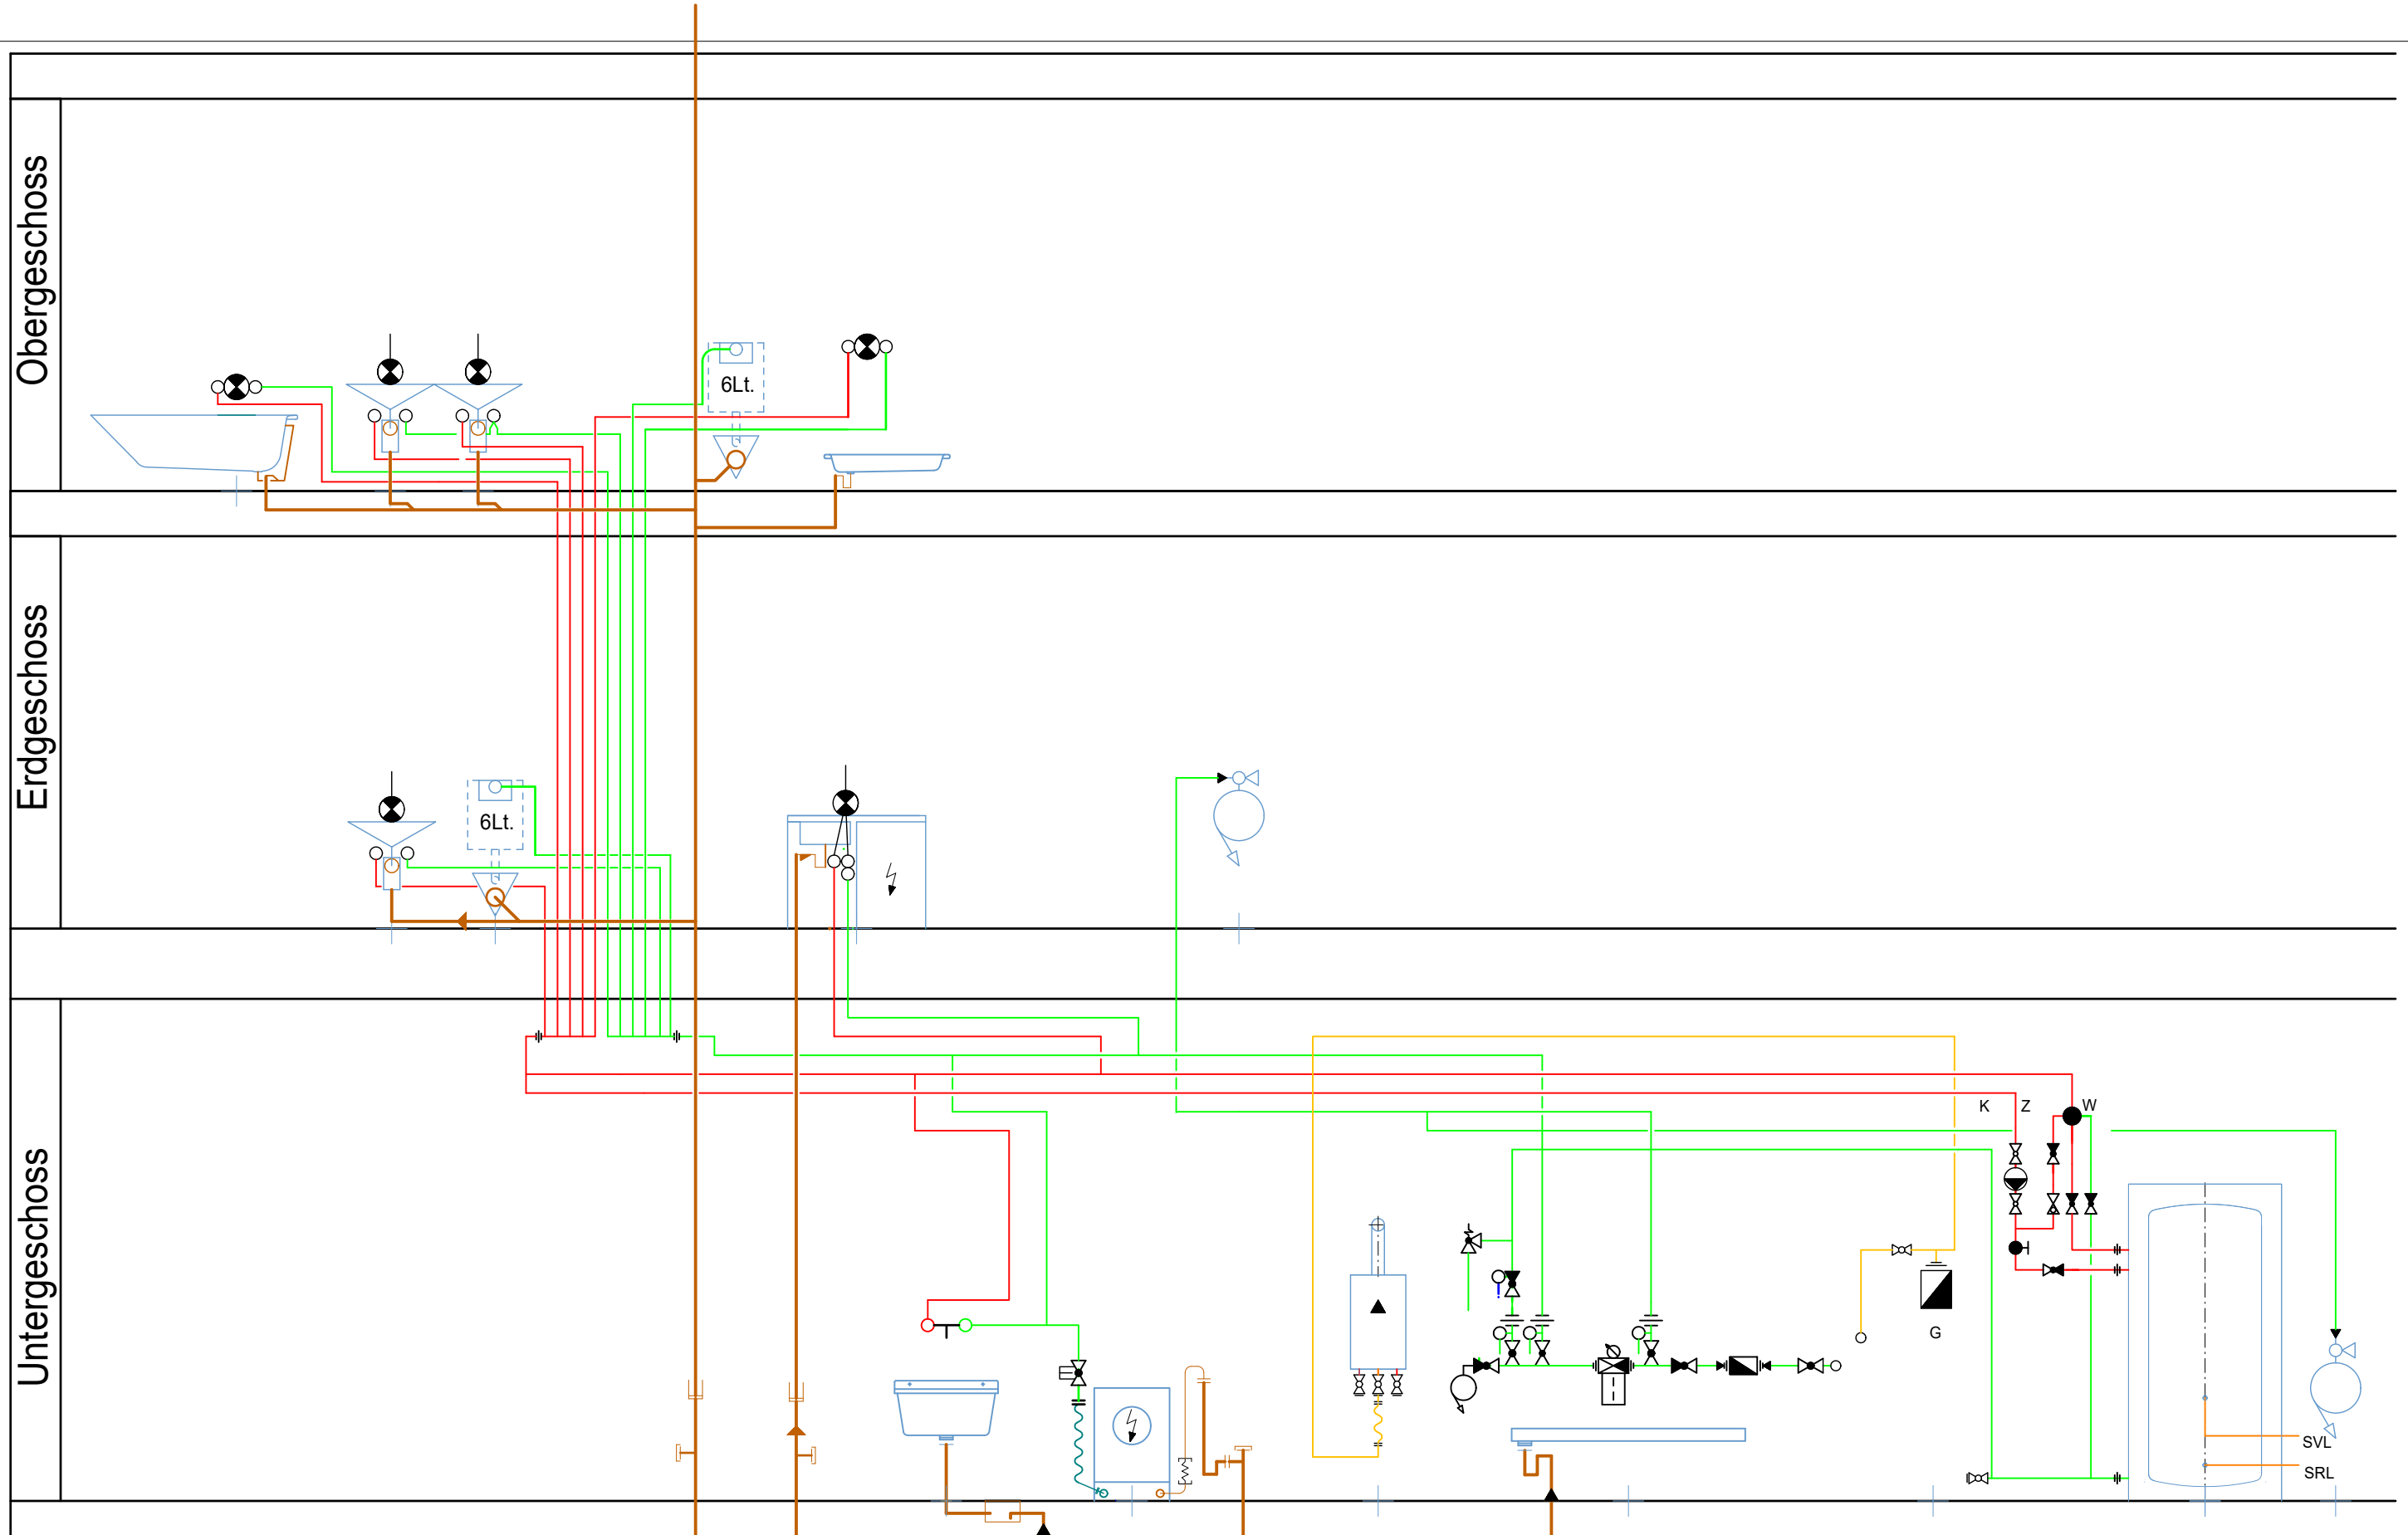 Obergeschoss
6Lt.
Erdgeschoss
6Lt.
Untergeschoss
K
Z
W
G
SVL
SRL